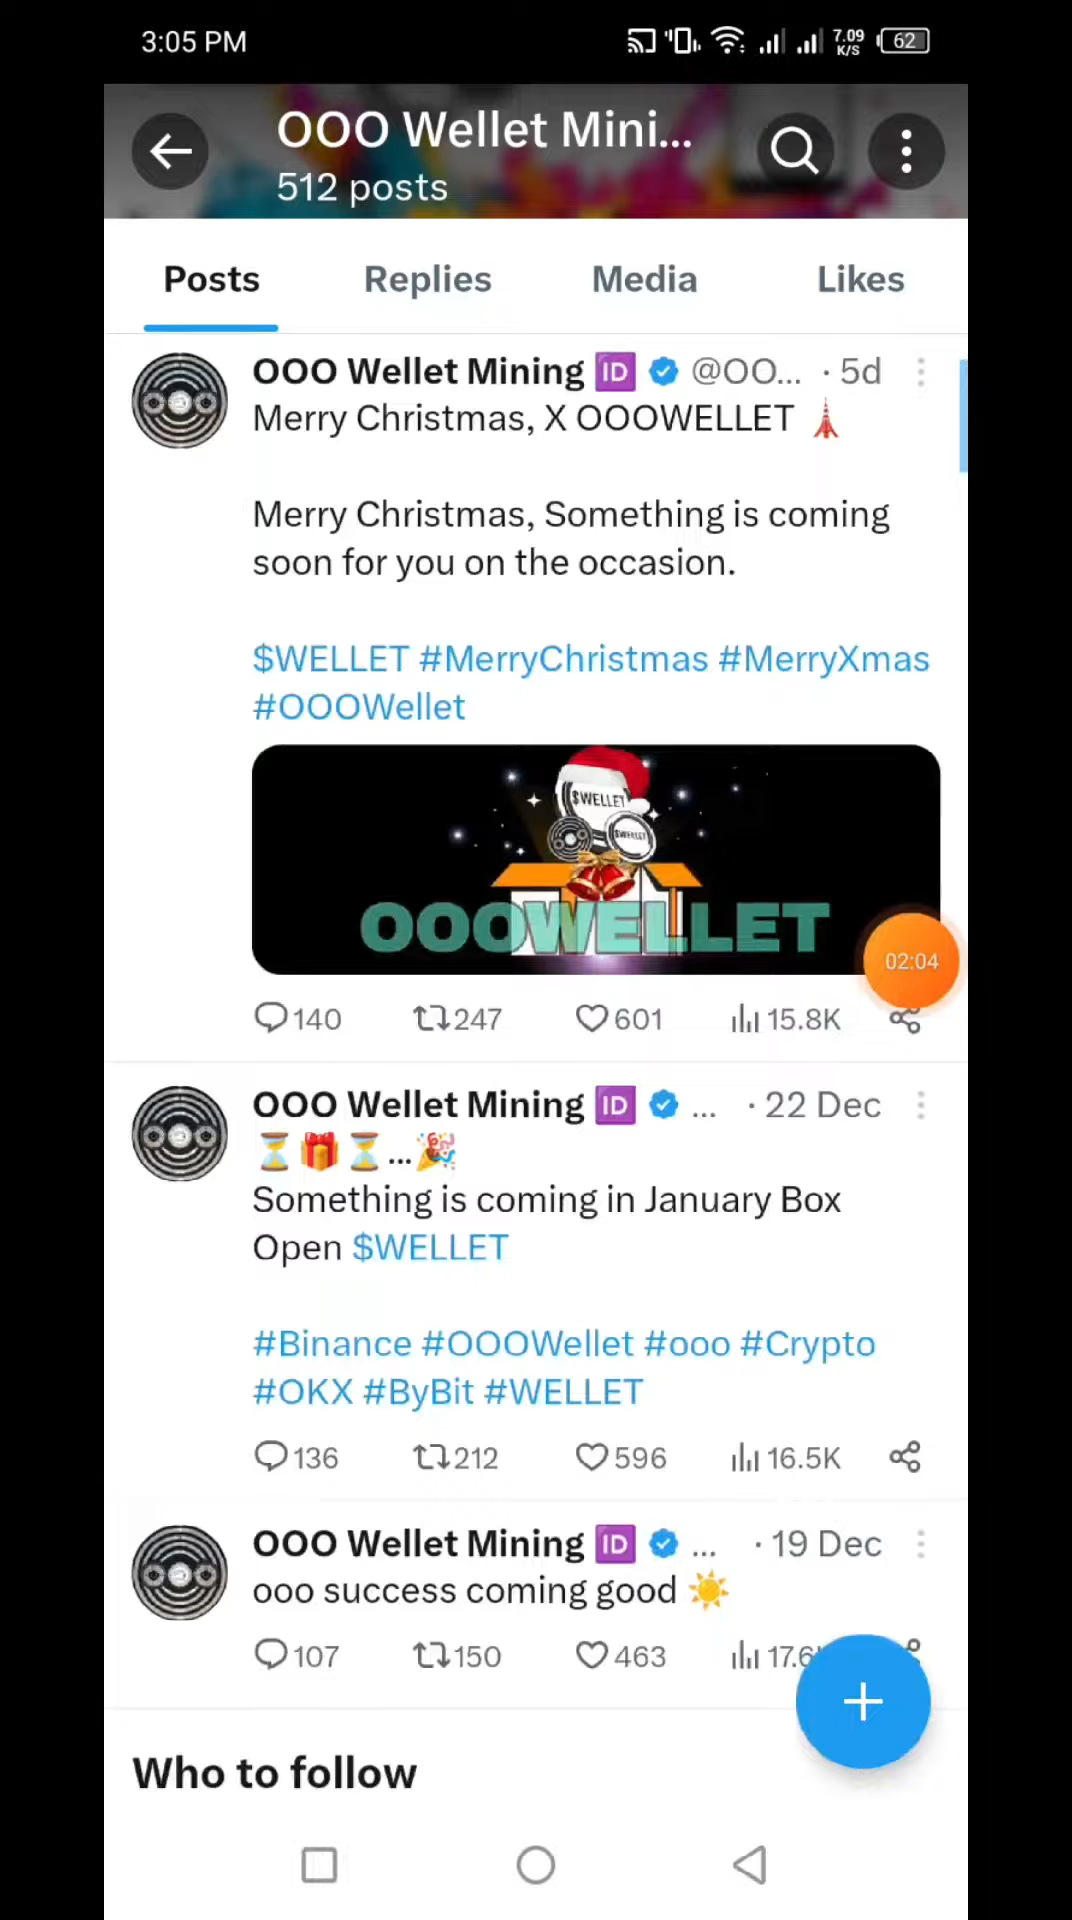 3:05 PM
7.09
K/S
62
OOO Wellet Mini...
512 posts
Posts Replies Media Likes
OOO Wellet Mining 🆔 @OO... · 5d
Merry Christmas, X OOOWELLET 🗼
Merry Christmas, Something is coming
soon for you on the occasion.
$WELLET #MerryChristmas #MerryXmas
#OOOWellet
$WELLET
$WELLET
OOOWELLET
02:04
140 247 601 15.8K
OOO Wellet Mining 🆔 ... · 22 Dec
⏳🎁⏳...🎉
Something is coming in January Box
Open $WELLET
#Binance #OOOWellet #ooo #Crypto
#OKX #ByBit #WELLET
136 212 596 16.5K
OOO Wellet Mining 🆔 ... · 19 Dec
ooo success coming good ☀️
107 150 463 17.6
Who to follow